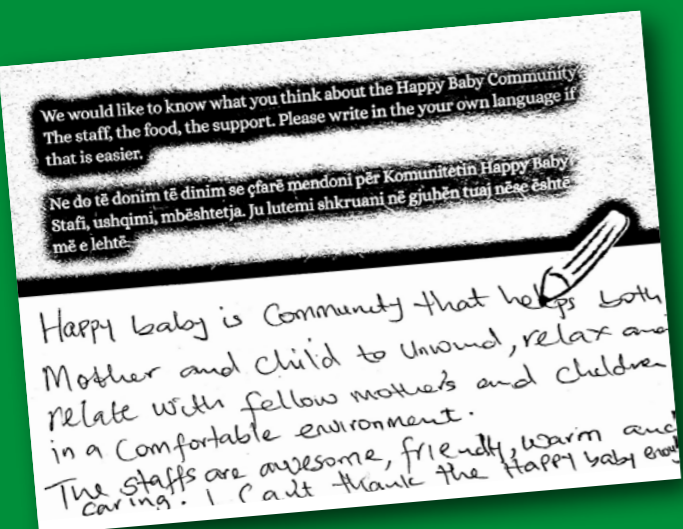 We would like to know what you think about the Happy Baby Community
The staff, the food, the support. Please write in the your own language if
that is easier.
Ne do të donim të dinim se çfarë mendoni për Komunitetin Happy Baby
Stafi, ushqimi, mbështetja. Ju lutemi shkruani në gjuhën tuaj nëse është
më e lehtë.
Happy baby is Community that helps both
Mother and child to Unwind, relax and
relate with fellow mother's and children
in a Comfortable environment.
The staffs are awesome, friendly, warm and
caring. I can't thank the Happy baby enough